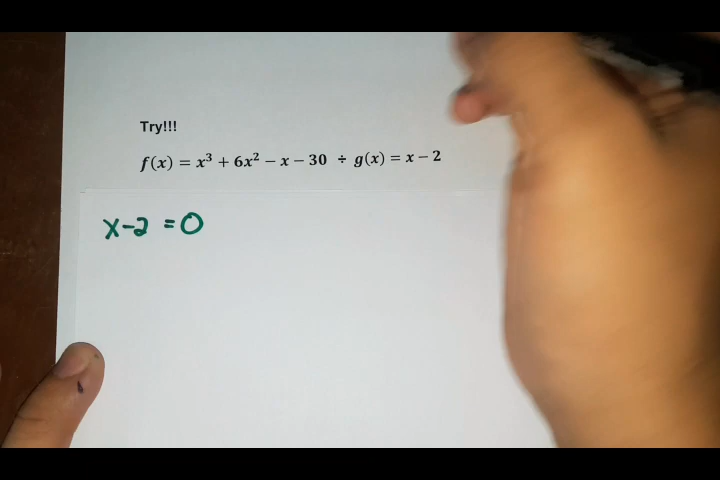 Try!!!
f(x) = x³ + 6x² − x − 30 ÷ g(x) = x − 2
x-2 = 0